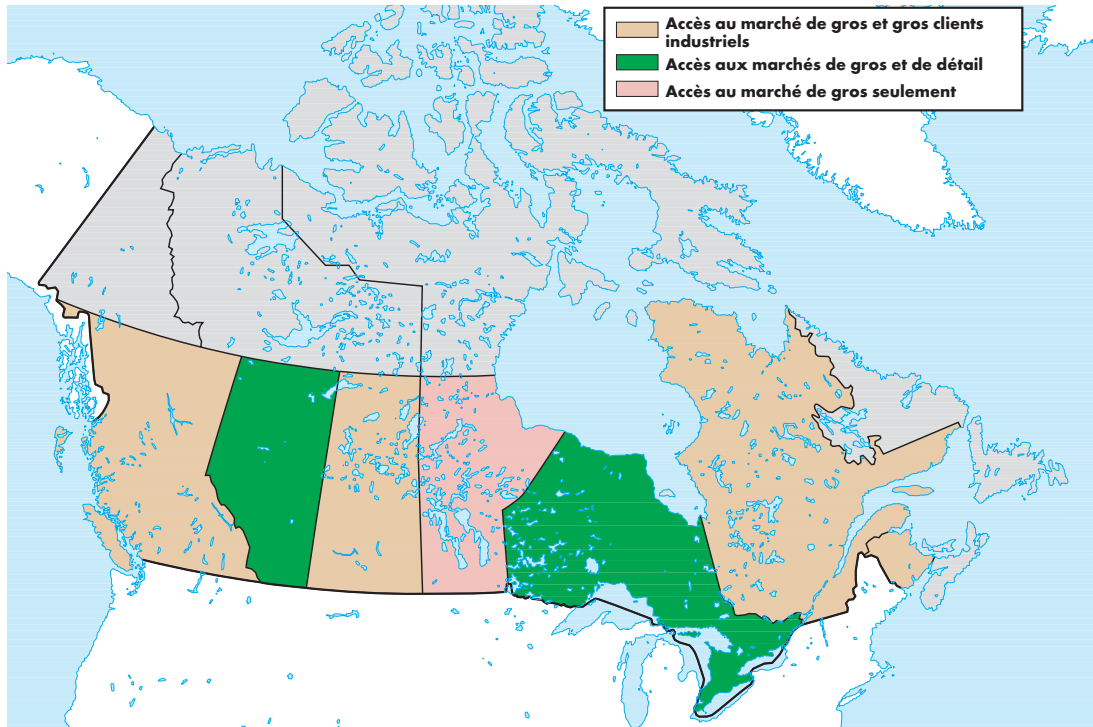 Accès au marché de gros et gros clients
industriels
Accès aux marchés de gros et de détail
Accès au marché de gros seulement